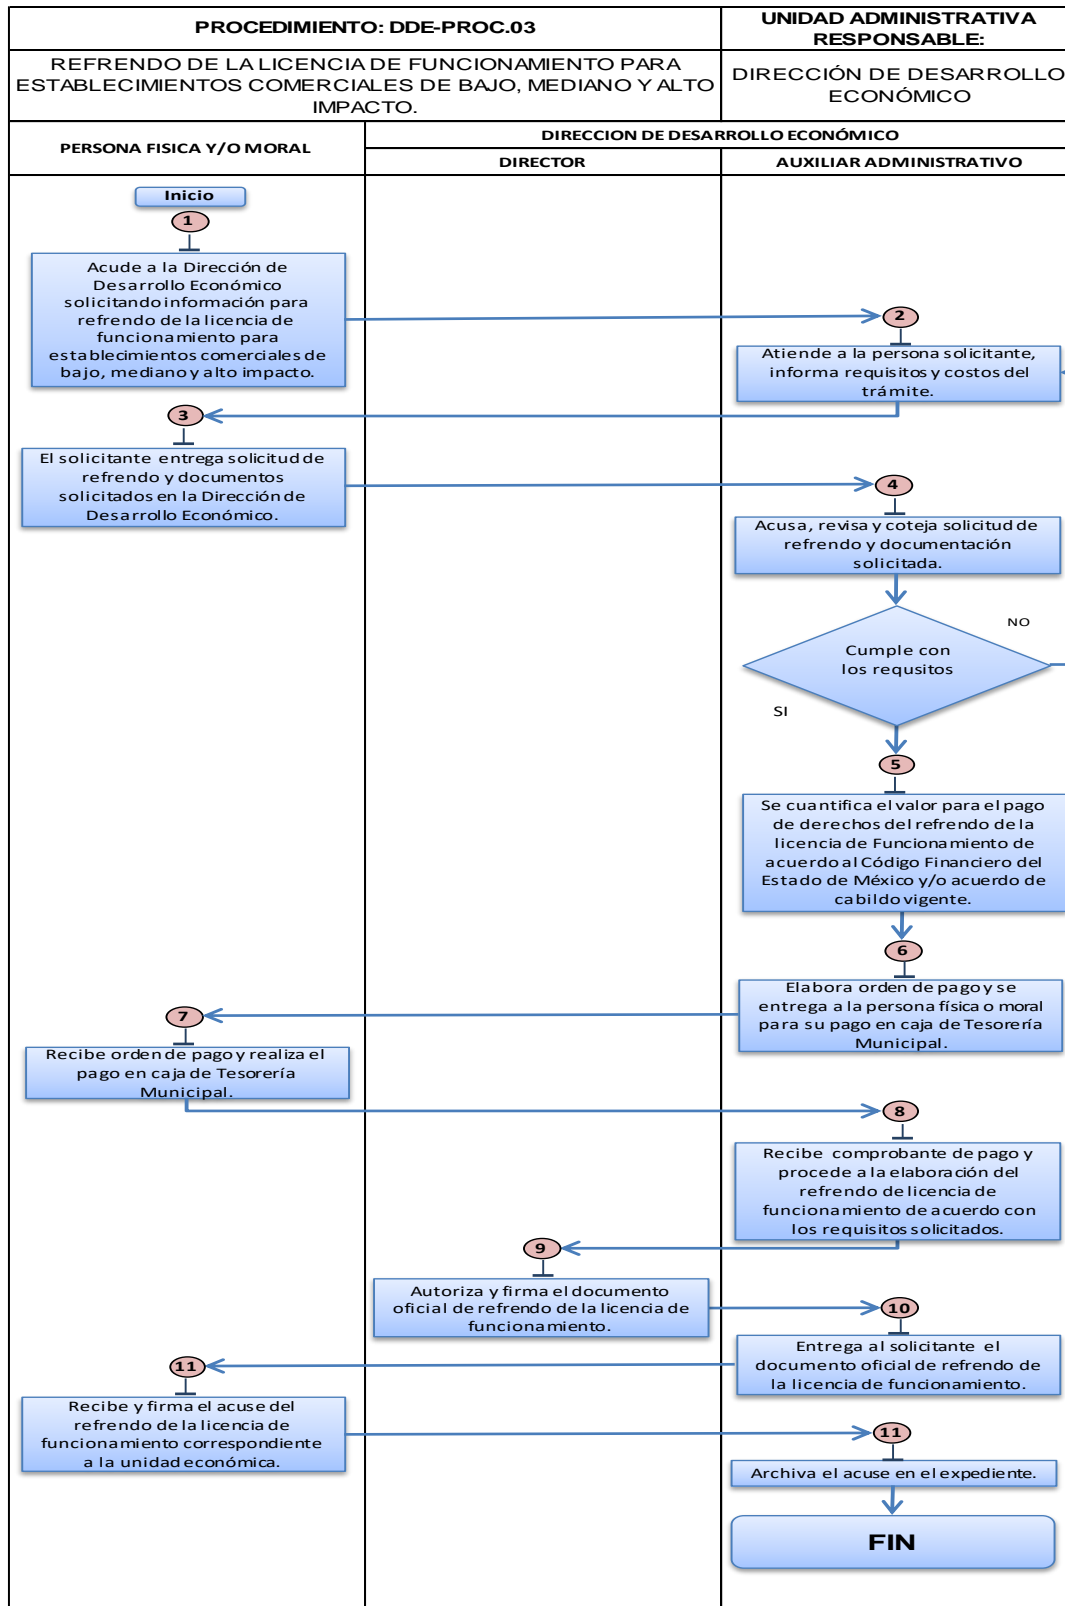 PROCEDIMIENTO: DDE-PROC.03
UNIDAD ADMINISTRATIVA
RESPONSABLE:
REFRENDO DE LA LICENCIA DE FUNCIONAMIENTO PARA
ESTABLECIMIENTOS COMERCIALES DE BAJO, MEDIANO Y ALTO
IMPACTO.
DIRECCIÓN DE DESARROLLO
ECONÓMICO
PERSONA FISICA Y/O MORAL
DIRECCION DE DESARROLLO ECONÓMICO
DIRECTOR
AUXILIAR ADMINISTRATIVO
Inicio
1
Acude a la Dirección de
Desarrollo Económico
solicitando información para
refrendo de la licencia de
funcionamiento para
establecimientos comerciales de
bajo, mediano y alto impacto.
2
Atiende a la persona solicitante,
informa requisitos y costos del
trámite.
3
El solicitante entrega solicitud de
refrendo y documentos
solicitados en la Dirección de
Desarrollo Económico.
4
Acusa, revisa y coteja solicitud de
refrendo y documentación
solicitada.
Cumple con
los requsitos
NO
SI
5
Se cuantifica el valor para el pago
de derechos del refrendo de la
licencia de Funcionamiento de
acuerdo al Código Financiero del
Estado de México y/o acuerdo de
cabildo vigente.
6
Elabora orden de pago y se
entrega a la persona física o moral
para su pago en caja de Tesorería
Municipal.
7
Recibe orden de pago y realiza el
pago en caja de Tesorería
Municipal.
8
Recibe comprobante de pago y
procede a la elaboración del
refrendo de licencia de
funcionamiento de acuerdo con
los requisitos solicitados.
9
Autoriza y firma el documento
oficial de refrendo de la licencia de
funcionamiento.
10
Entrega al solicitante el
documento oficial de refrendo de
la licencia de funcionamiento.
11
Recibe y firma el acuse del
refrendo de la licencia de
funcionamiento correspondiente
a la unidad económica.
11
Archiva el acuse en el expediente.
FIN